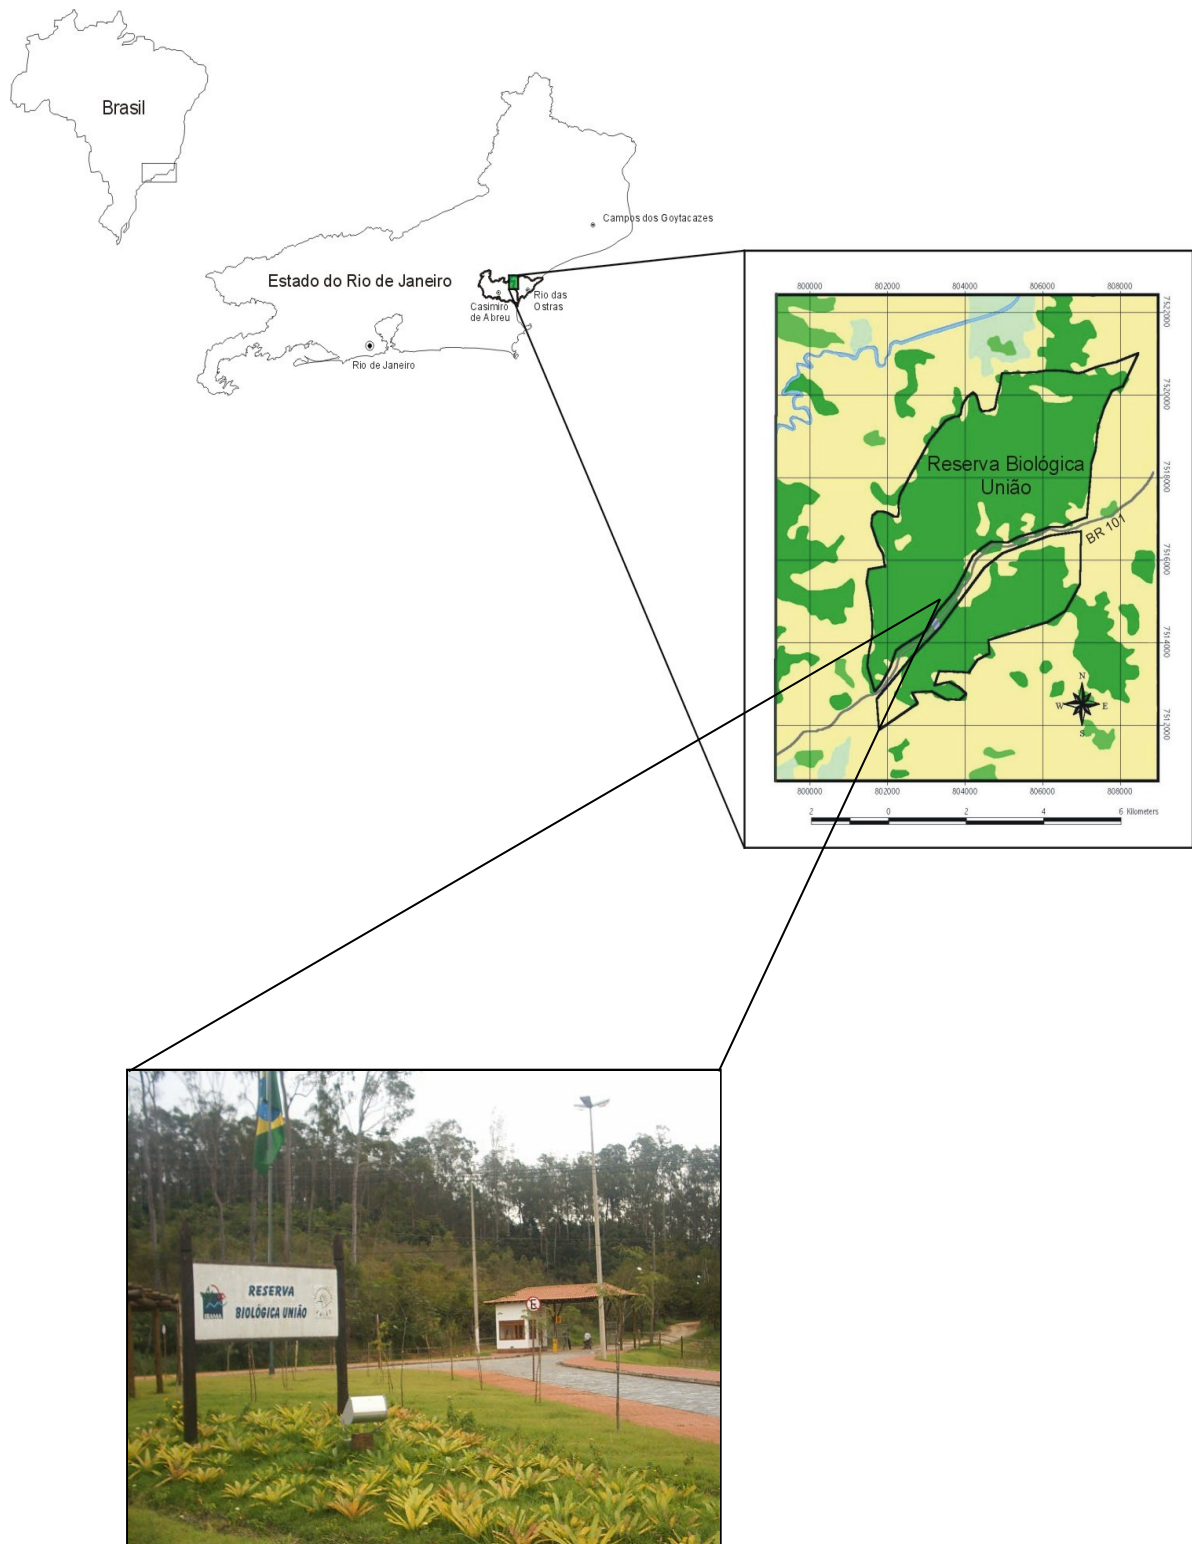 Brasil
Campos dos Goytacazes
Estado do Rio de Janeiro
Casimiro
de Abreu
Rio das
Ostras
Rio de Janeiro
800000 802000 804000 806000 808000
7522000
7520000
Reserva Biológica
União
7518000
BR 101
7516000
7514000
N
W E
S
7512000
800000 802000 804000 806000 808000
2 0 2 4 6 Kilometers
RESERVA
BIOLÓGICA UNIÃO
IBAMA
E